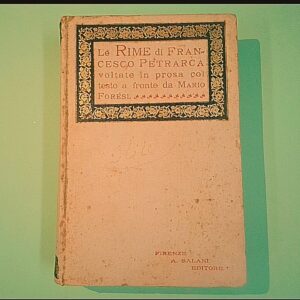 Le RIME di FRAN-
CESCO PETRARCA
voltate in prosa col
testo a fronte da MARIO
FORESI
FIRENZE
A. SALANI
EDITORE